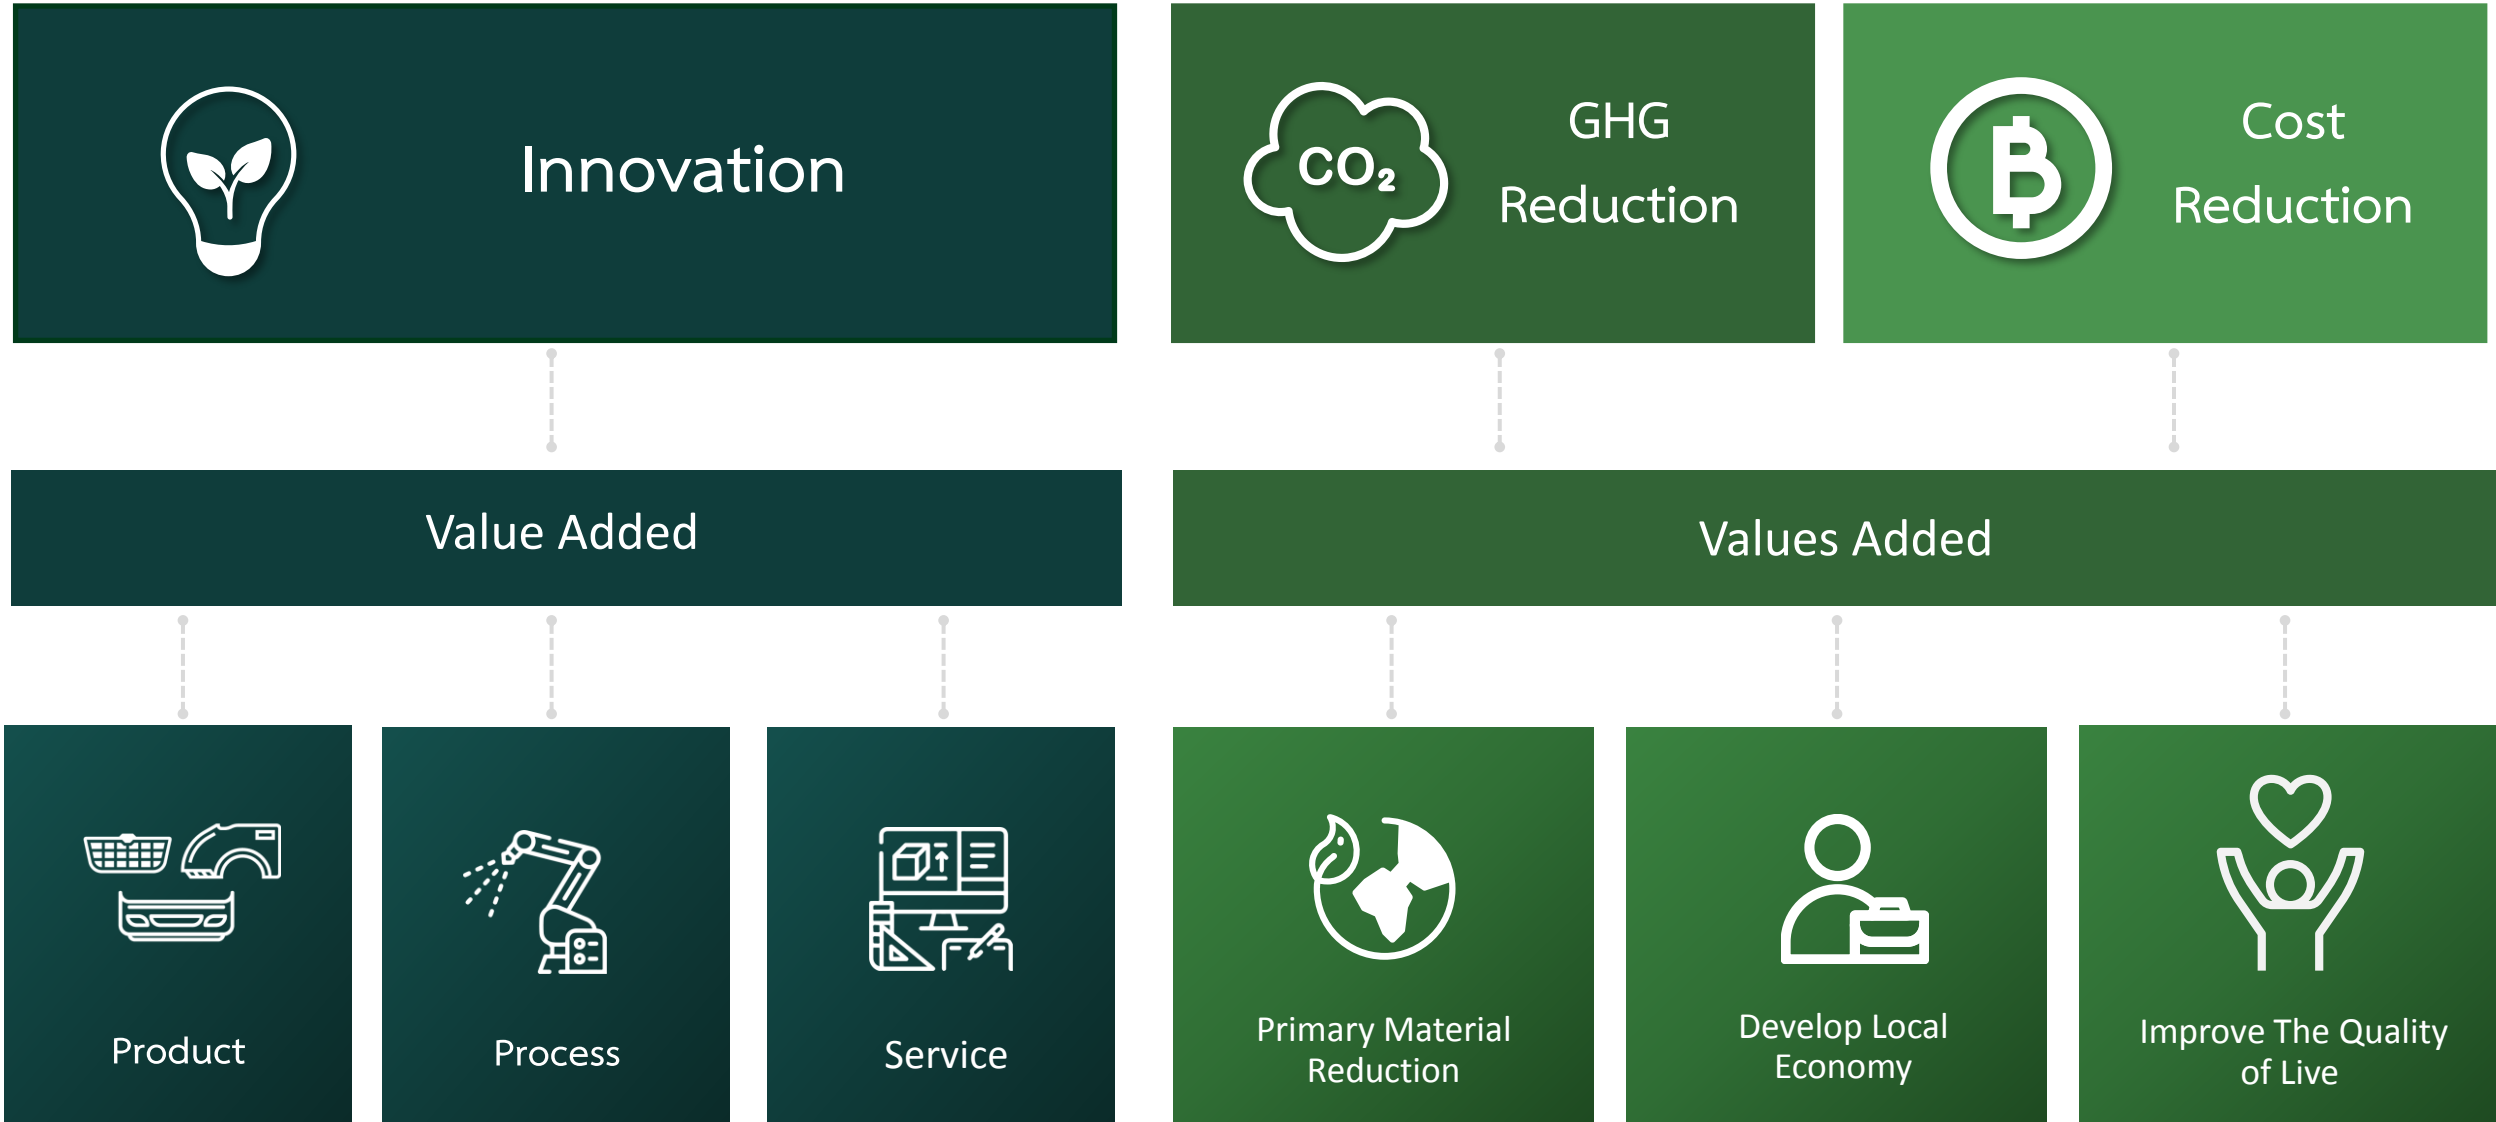 Innovation
GHG
Reduction
Cost
Reduction
CO₂
Value Added
Values Added
Product
Process
Service
Primary Material
Reduction
Develop Local
Economy
Improve The Quality
of Live